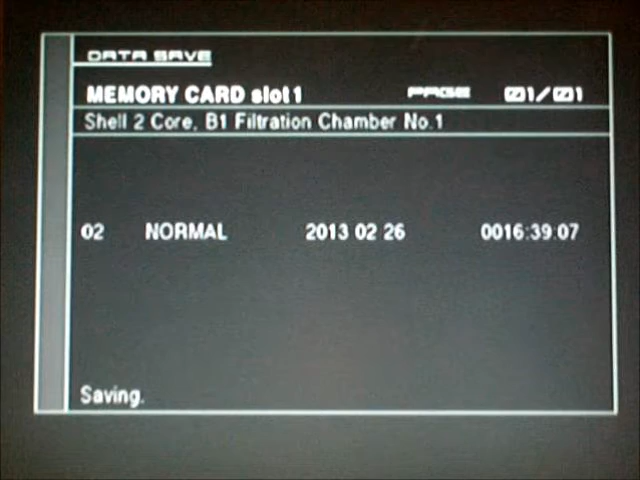 DATA SAVE
MEMORY CARD slot1 PAGE 01/01
Shell 2 Core, B1 Filtration Chamber No.1
02 NORMAL 2013 02 26 0016:39:07
Saving.